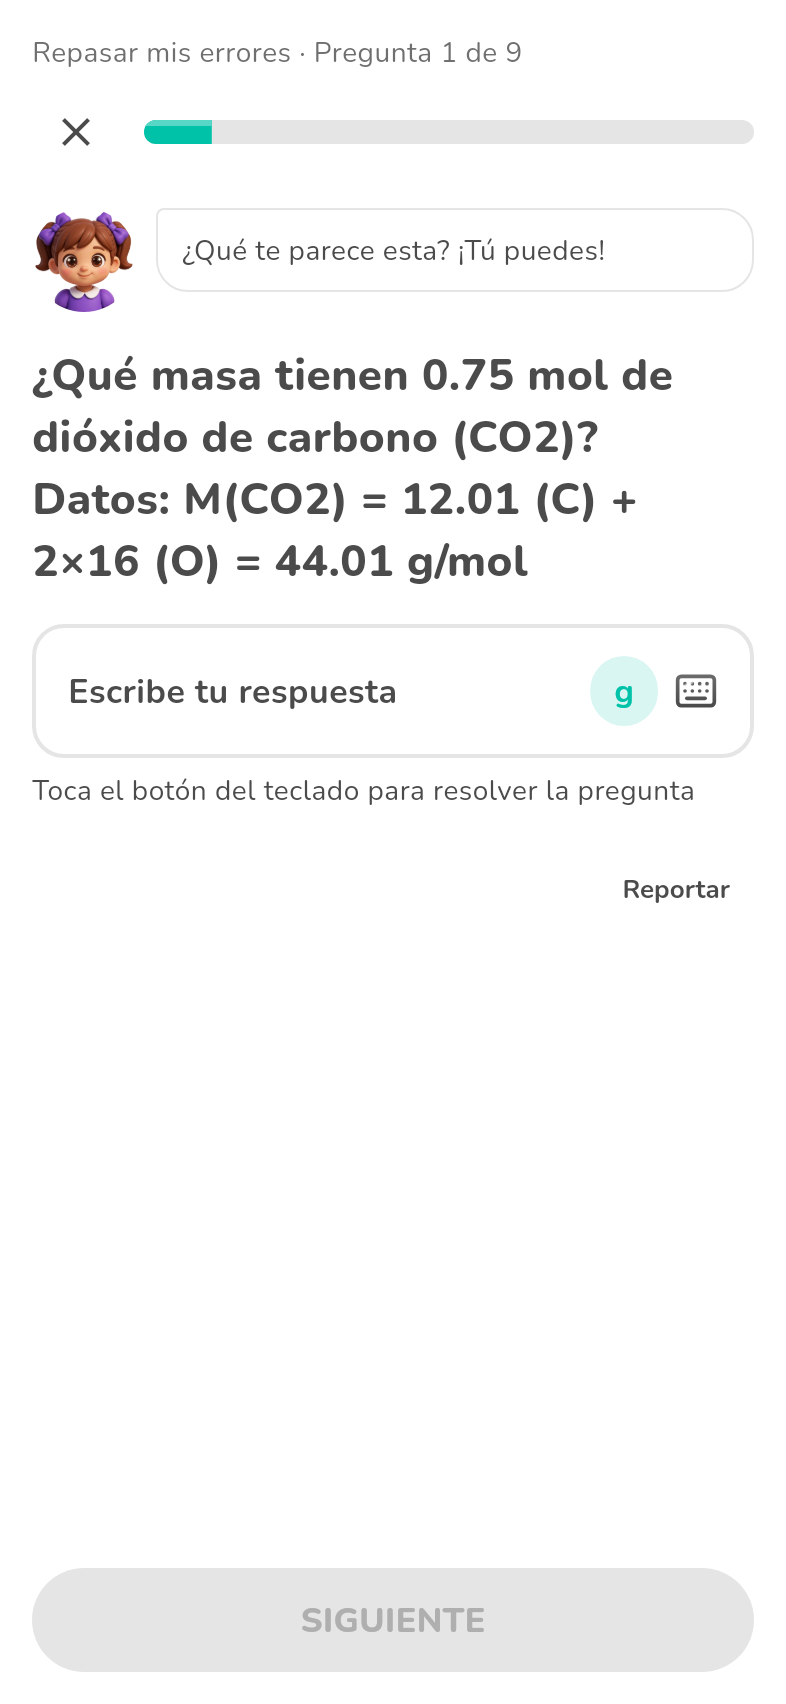 Repasar mis errores · Pregunta 1 de 9
¿Qué te parece esta? ¡Tú puedes!
¿Qué masa tienen 0.75 mol de
dióxido de carbono (CO2)?
Datos: M(CO2) = 12.01 (C) +
2×16 (O) = 44.01 g/mol
Escribe tu respuesta g
Toca el botón del teclado para resolver la pregunta
Reportar
SIGUIENTE